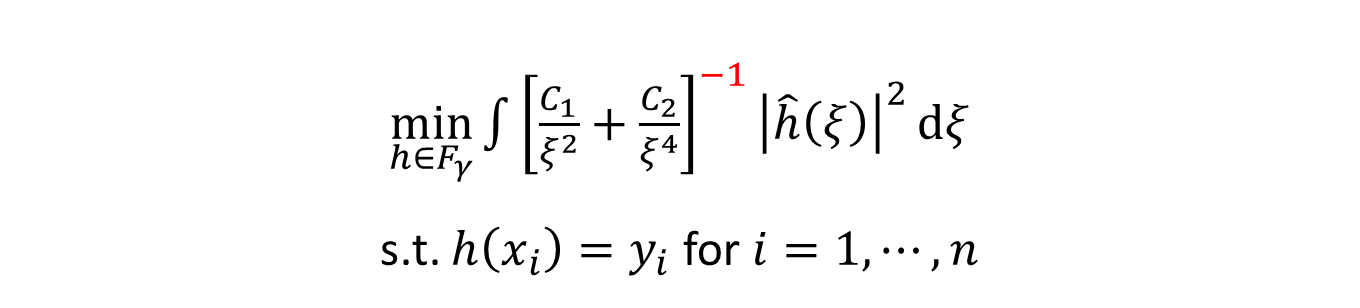 min_{h∈F_γ} ∫ [C_1/ξ^2 + C_2/ξ^4]^{-1} |ĥ(ξ)|^2 dξ
s.t. h(x_i) = y_i for i = 1, ⋯, n